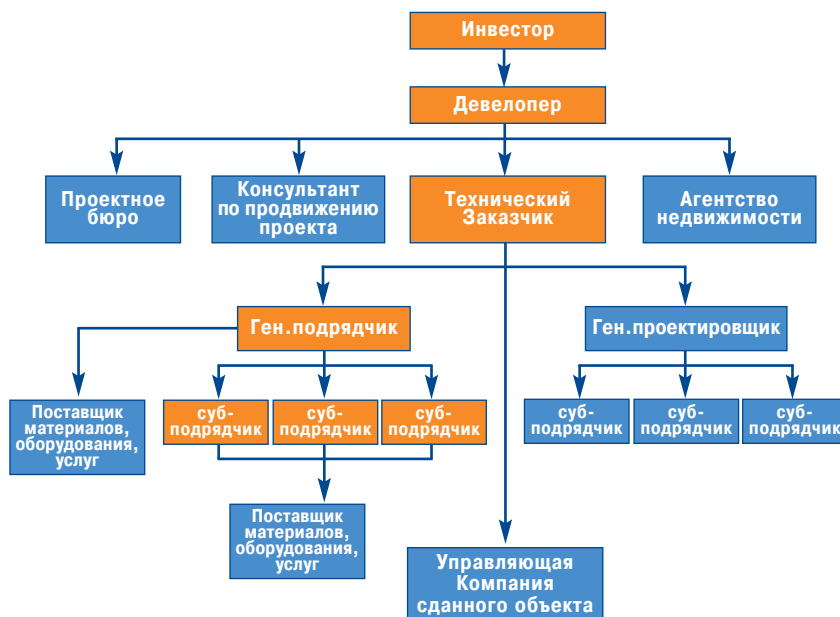 Инвестор
Девелопер
Проектное
бюро
Консультант
по продвижению
проекта
Технический
Заказчик
Агентство
недвижимости
Ген.подрядчик
Ген.проектировщик
Поставщик
материалов,
оборудования,
услуг
суб-
подрядчик
суб-
подрядчик
суб-
подрядчик
суб-
подрядчик
суб-
подрядчик
суб-
подрядчик
Поставщик
материалов,
оборудования,
услуг
Управляющая
Компания
сданного объекта